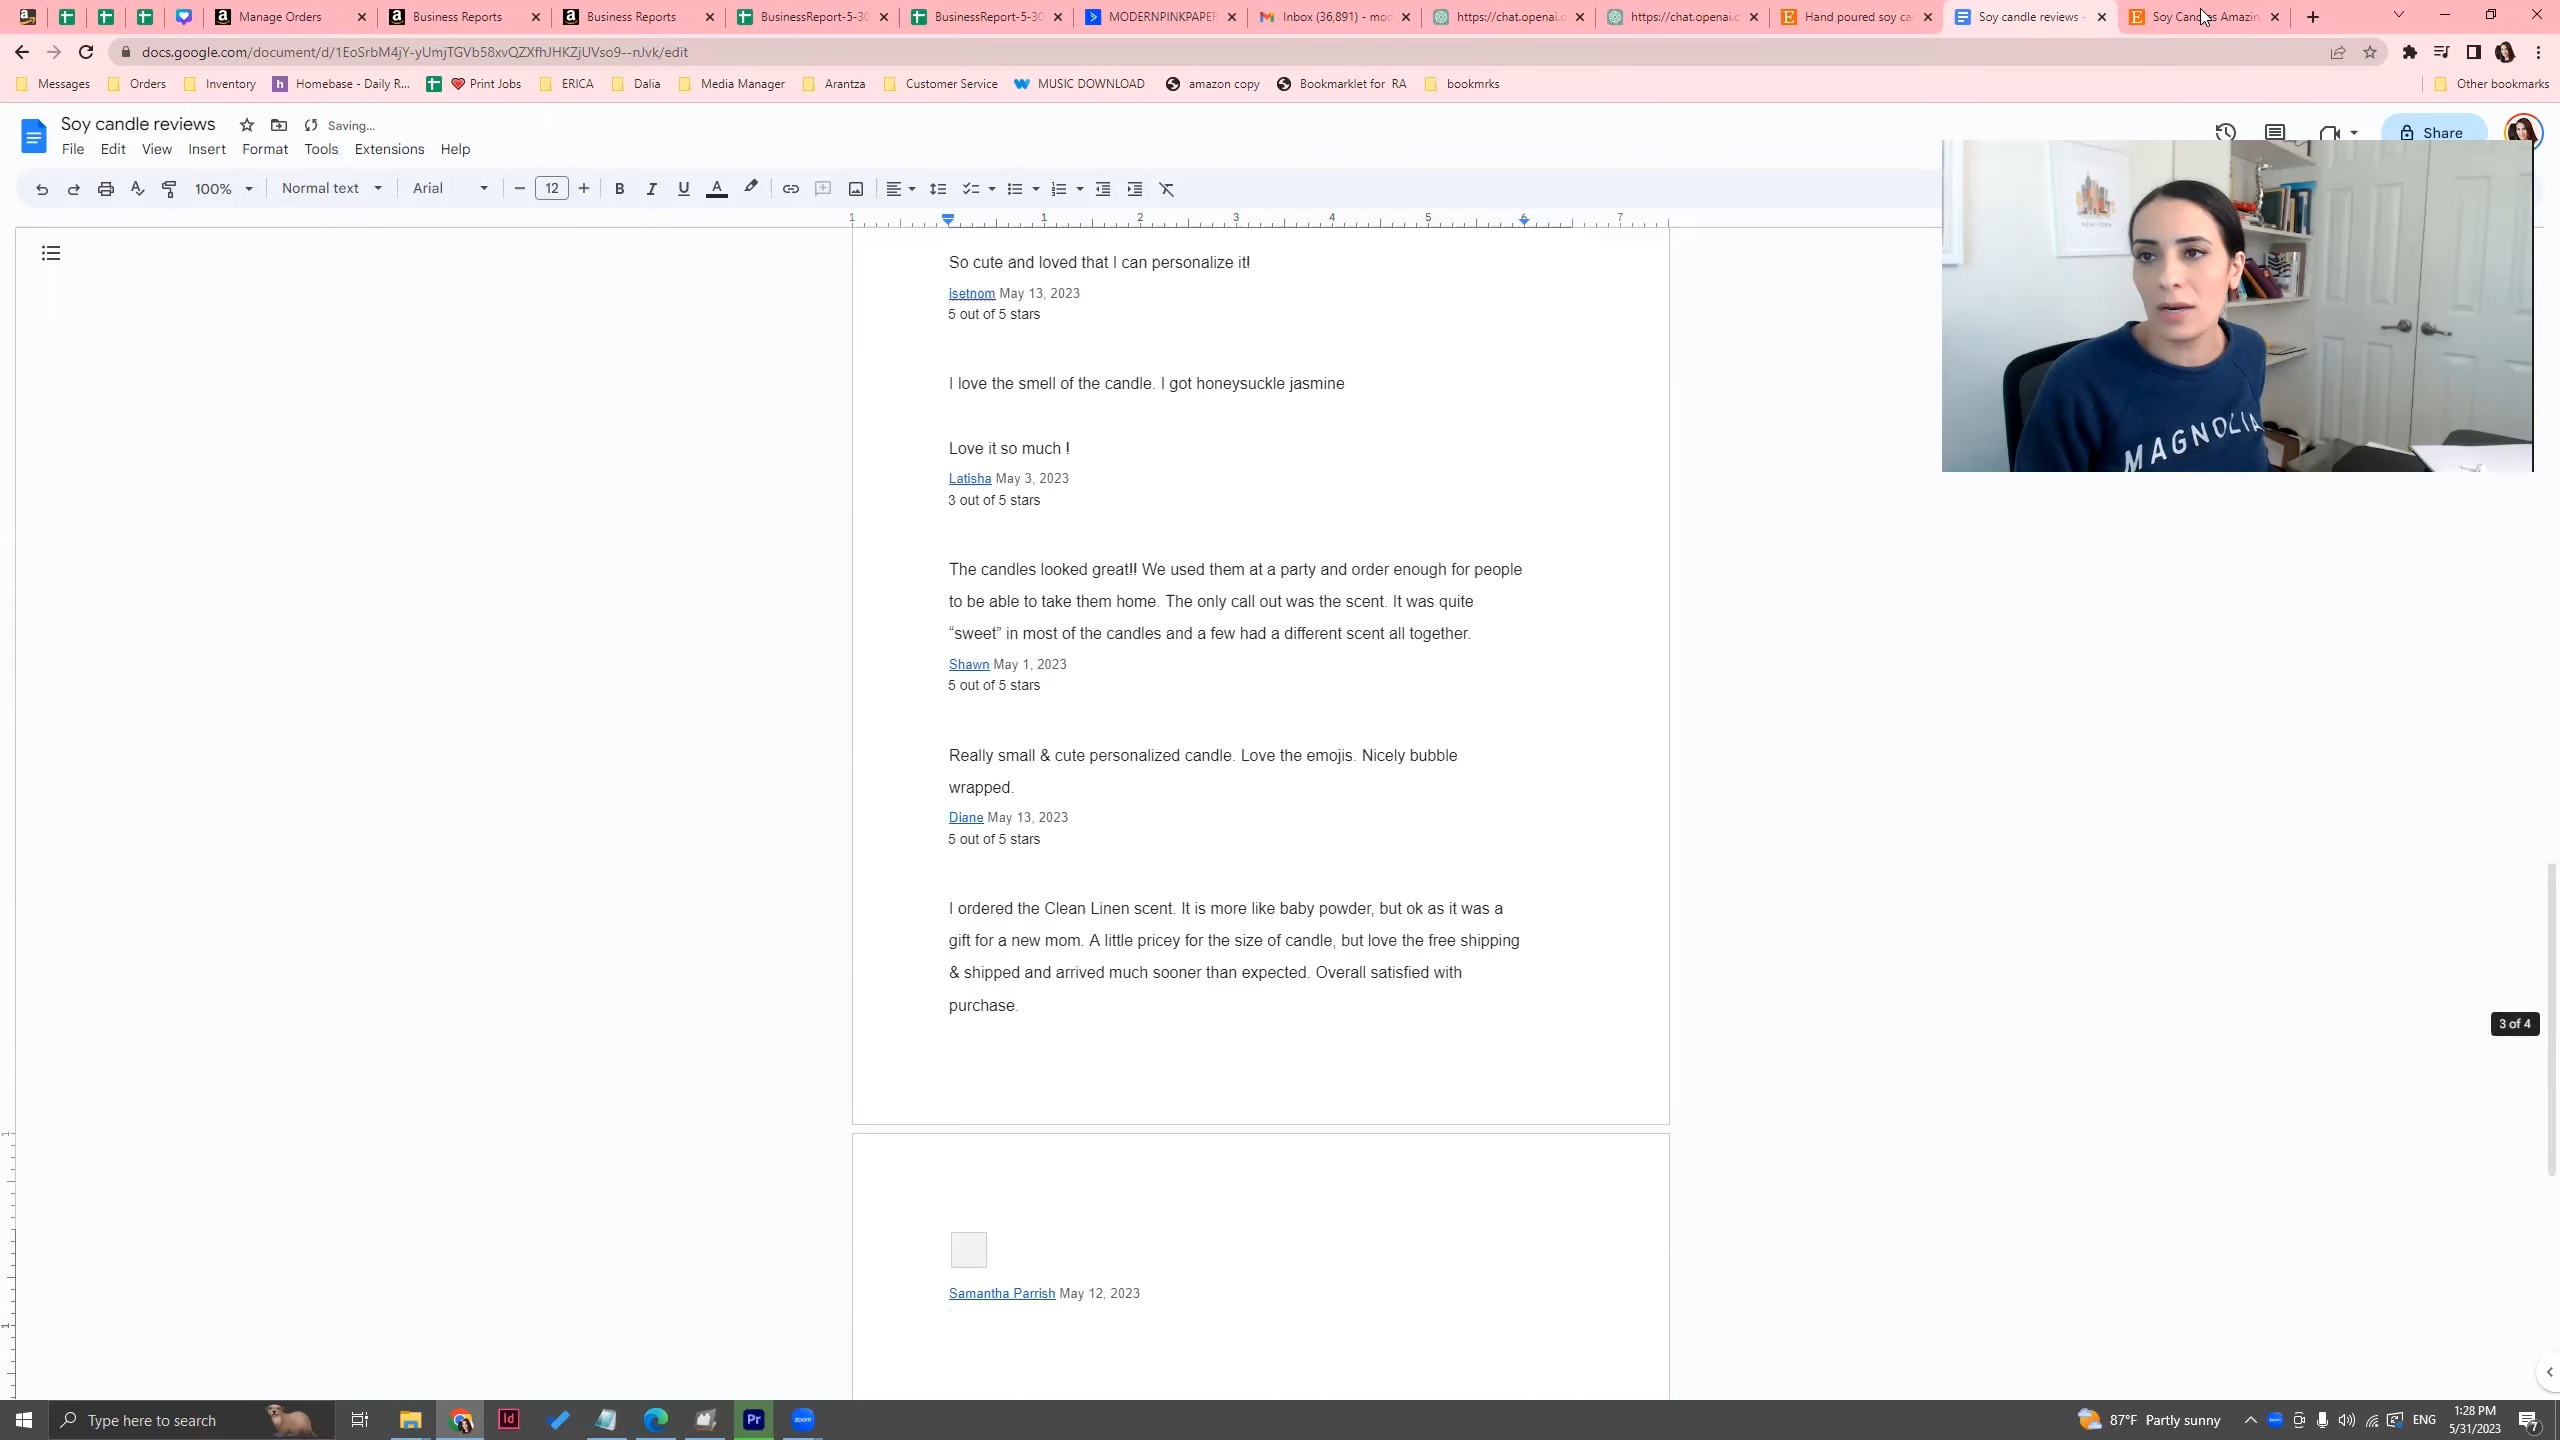 Manage Orders
Business Reports
Business Reports
BusinessReport-5-30
BusinessReport-5-30
MODERNPINKPAPER
Inbox (36,891) - moc
https://chat.openai.c
https://chat.openai.c
Hand poured soy ca
Soy candle reviews -
Soy Candles Amazin
docs.google.com/document/d/1EoSrbM4jY-yUmjTGVb58xvQZXfhJHKZjUVso9--nJvk/edit
Messages
Orders
Inventory
Homebase - Daily R...
Print Jobs
ERICA
Dalia
Media Manager
Arantza
Customer Service
MUSIC DOWNLOAD
amazon copy
Bookmarklet for RA
bookmrks
Other bookmarks
Soy candle reviews
Saving...
Share
File Edit View Insert Format Tools Extensions Help
100% Normal text Arial 12
1 1 2 3 4 5 6 7
NEW YORK
MAGNOLIA
So cute and loved that I can personalize it!
isetnom May 13, 2023
5 out of 5 stars
I love the smell of the candle. I got honeysuckle jasmine
Love it so much !
Latisha May 3, 2023
3 out of 5 stars
The candles looked great!! We used them at a party and order enough for people
to be able to take them home. The only call out was the scent. It was quite
“sweet” in most of the candles and a few had a different scent all together.
Shawn May 1, 2023
5 out of 5 stars
Really small & cute personalized candle. Love the emojis. Nicely bubble
wrapped.
Diane May 13, 2023
5 out of 5 stars
I ordered the Clean Linen scent. It is more like baby powder, but ok as it was a
gift for a new mom. A little pricey for the size of candle, but love the free shipping
& shipped and arrived much sooner than expected. Overall satisfied with
purchase.
3 of 4
Samantha Parrish May 12, 2023
Type here to search
87°F Partly sunny
ENG
1:28 PM
5/31/2023
7